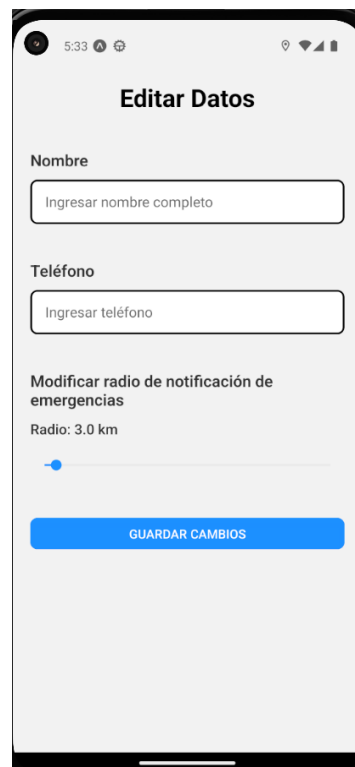 5:33
Editar Datos
Nombre
Ingresar nombre completo
Teléfono
Ingresar teléfono
Modificar radio de notificación de
emergencias
Radio: 3.0 km
GUARDAR CAMBIOS